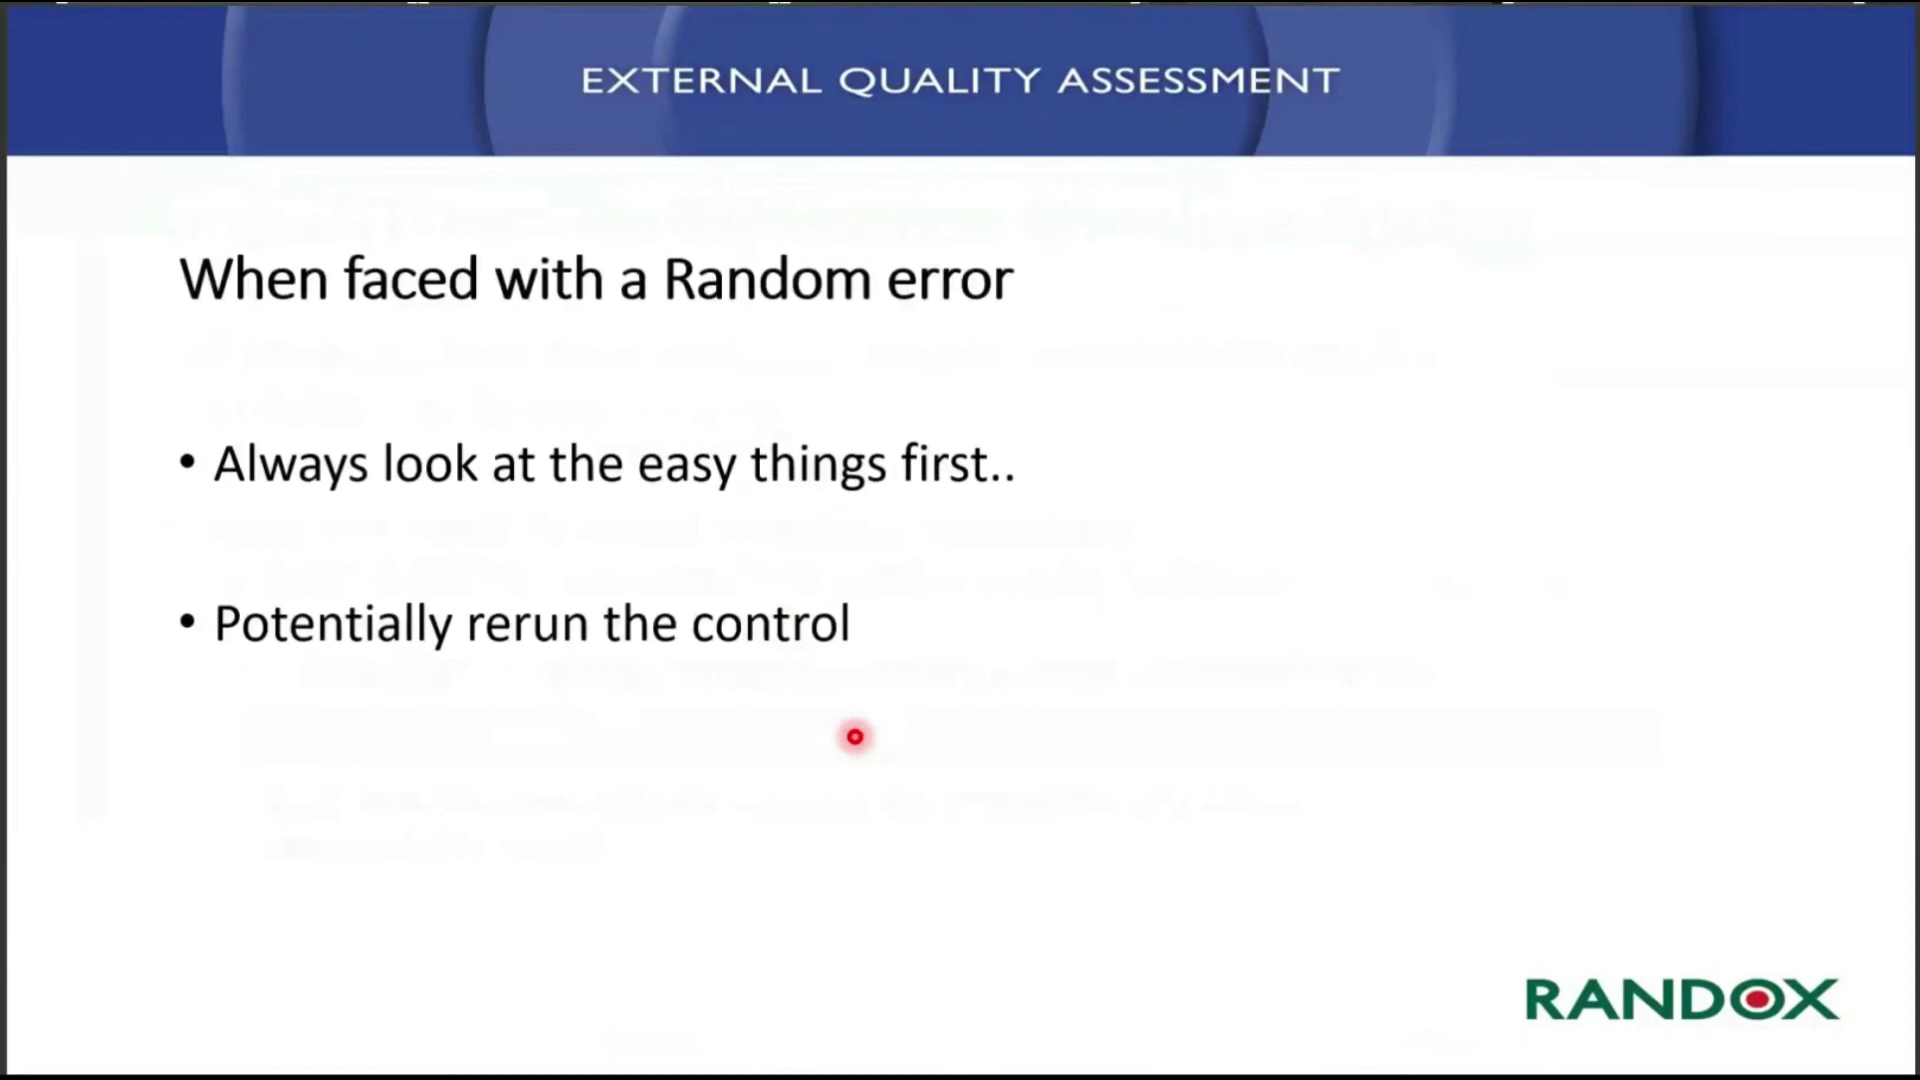 EXTERNAL QUALITY ASSESSMENT
When faced with a Random error
• Always look at the easy things first..
• Potentially rerun the control
RANDOX